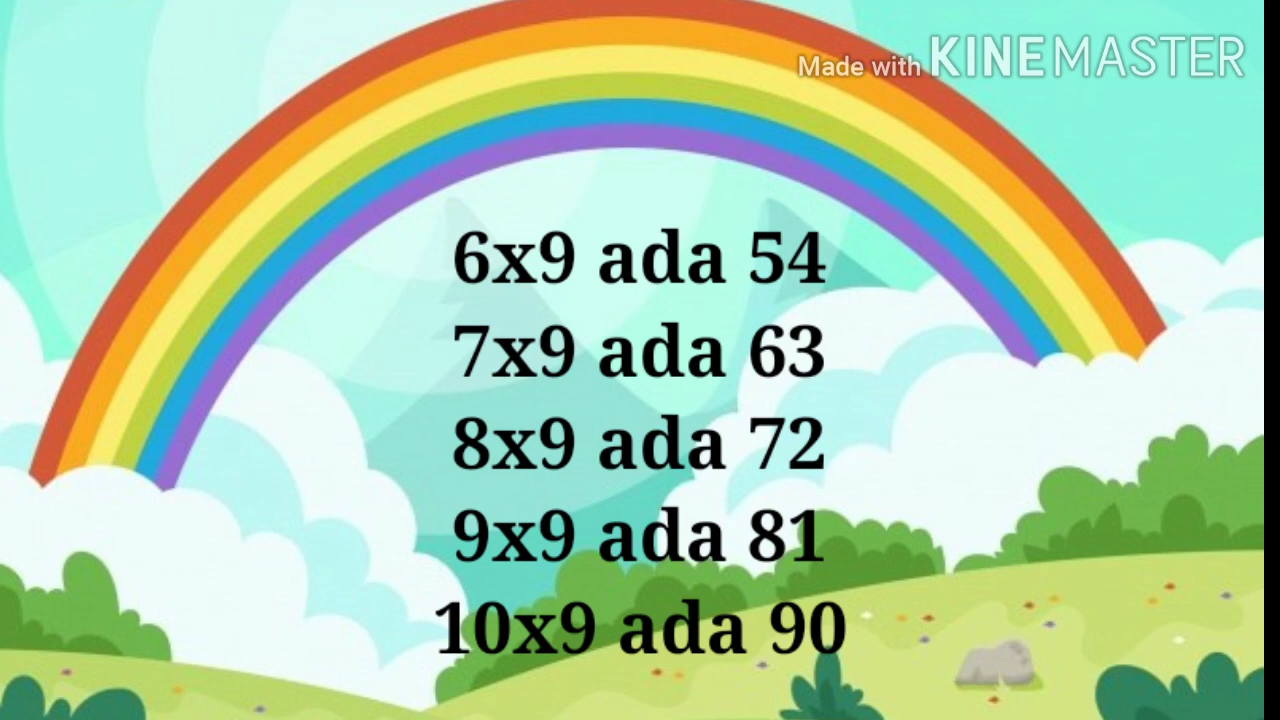 Made with KINEMASTER
6x9 ada 54
7x9 ada 63
8x9 ada 72
9x9 ada 81
10x9 ada 90